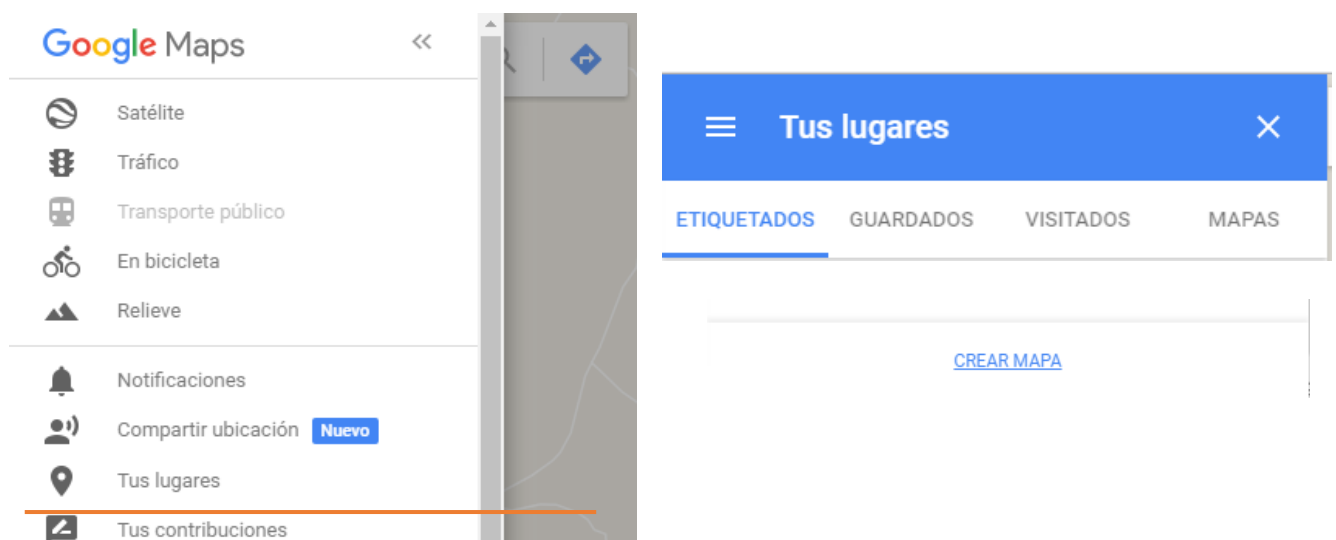 Google Maps
Satélite
Tráfico
Transporte público
En bicicleta
Relieve
Notificaciones
Compartir ubicación Nuevo
Tus lugares
Tus contribuciones
Tus lugares
ETIQUETADOS GUARDADOS VISITADOS MAPAS
CREAR MAPA